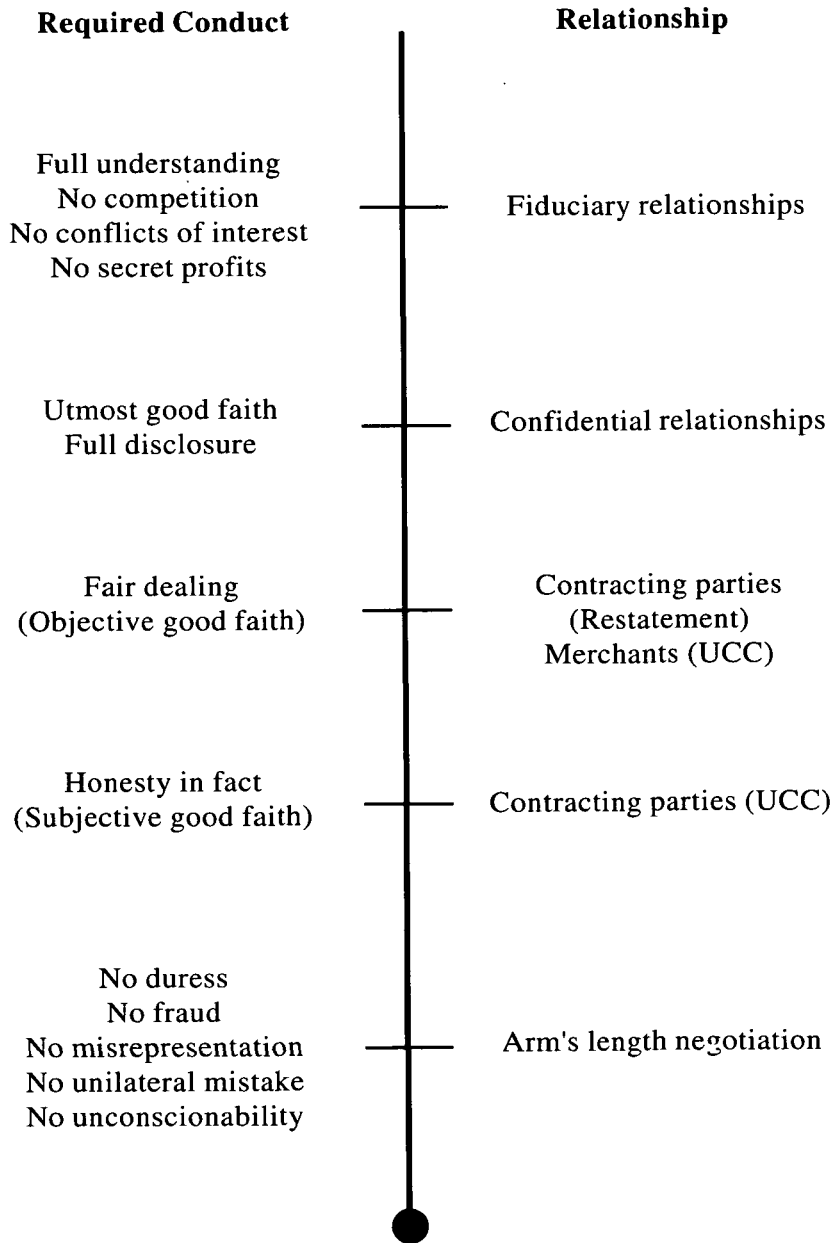 Required Conduct
Relationship
Full understanding
No competition
No conflicts of interest
No secret profits
Fiduciary relationships
Utmost good faith
Full disclosure
Confidential relationships
Fair dealing
(Objective good faith)
Contracting parties
(Restatement)
Merchants (UCC)
Honesty in fact
(Subjective good faith)
Contracting parties (UCC)
No duress
No fraud
No misrepresentation
No unilateral mistake
No unconscionability
Arm's length negotiation